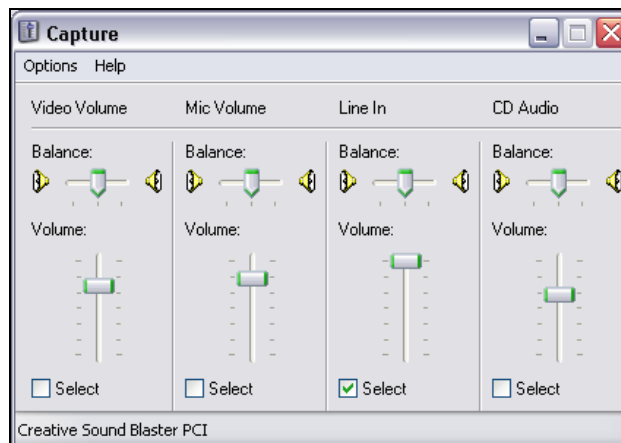 Capture
Options Help
Video Volume Mic Volume Line In CD Audio
Balance: Balance: Balance: Balance:
Volume: Volume: Volume: Volume:
Select Select Select Select
Creative Sound Blaster PCI